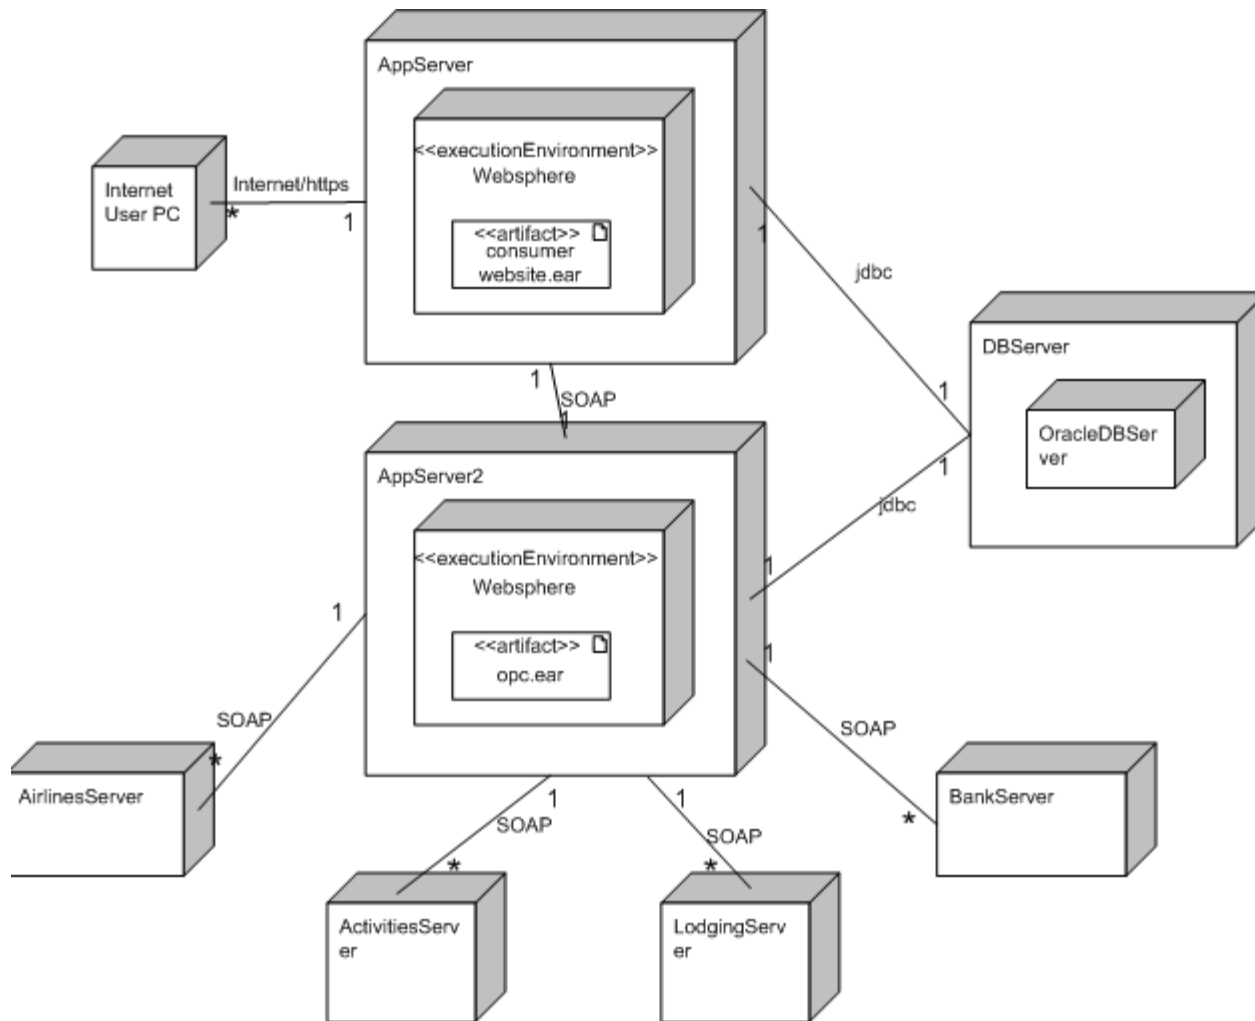 AppServer
<<executionEnvironment>>
Websphere
<<artifact>>
consumer
website.ear
Internet
User PC
Internet/https
*
1
1
jdbc
1
DBServer
OracleDBSer
ver
1
SOAP
1
AppServer2
<<executionEnvironment>>
Websphere
<<artifact>>
opc.ear
1
jdbc
1
1
SOAP
*
BankServer
1
SOAP
*
AirlinesServer
1
SOAP
*
ActivitiesServ
er
1
SOAP
*
LodgingServ
er